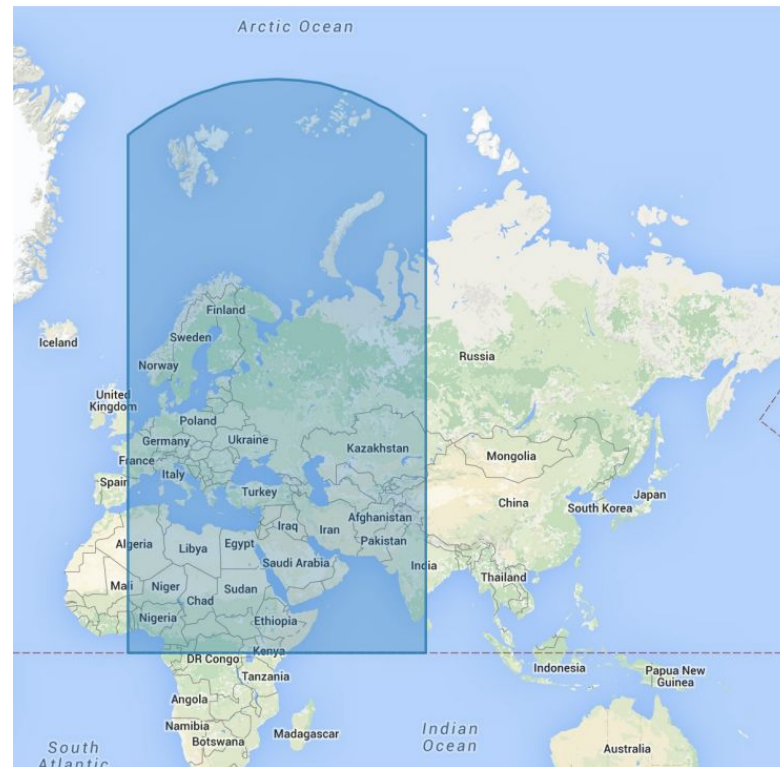 Arctic Ocean
Finland
Sweden
Iceland
Norway
Russia
United
Kingdom
Poland
Germany
Ukraine
France
Kazakhstan
Mongolia
Italy
Spain
Turkey
China
Japan
South Korea
Afghanistan
Iraq
Iran
Algeria
Libya
Egypt
Pakistan
Saudi Arabia
India
Thailand
Mali
Niger
Sudan
Chad
Nigeria
Ethiopia
Kenya
DR Congo
Indonesia
Papua New
Guinea
Tanzania
Angola
Namibia
Botswana
Madagascar
Indian
Ocean
Australia
South
Atlantic